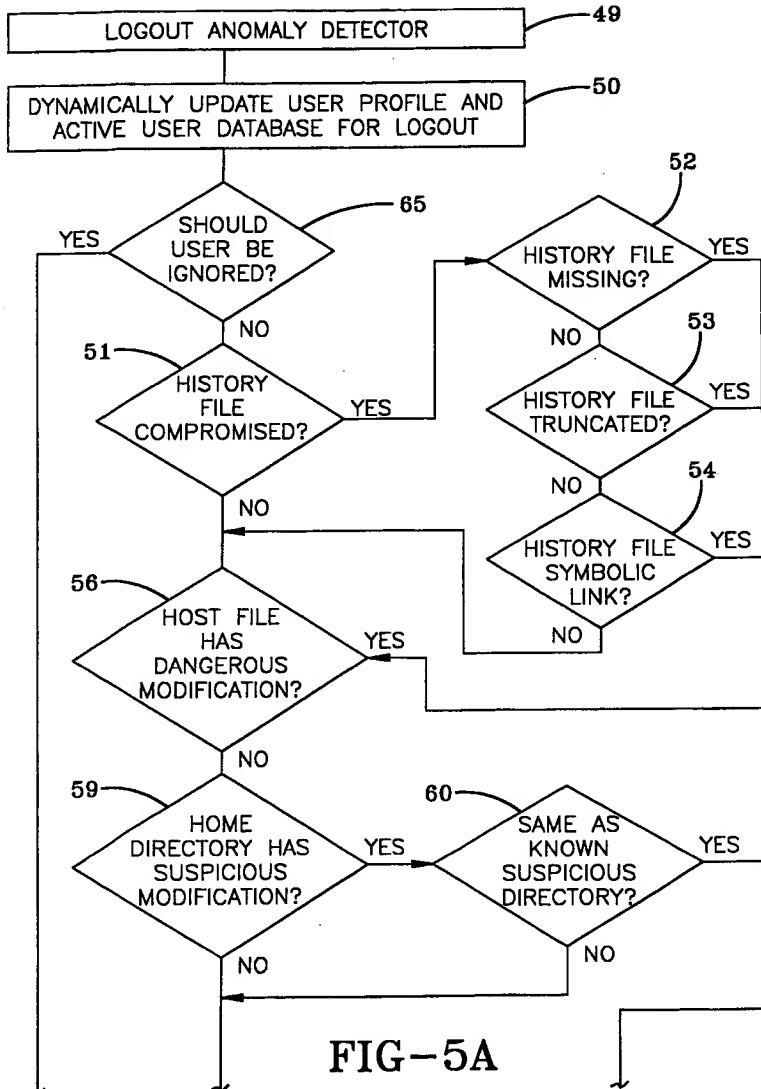 LOGOUT ANOMALY DETECTOR
49
DYNAMICALLY UPDATE USER PROFILE AND
ACTIVE USER DATABASE FOR LOGOUT
50
SHOULD
USER BE
IGNORED?
65
YES
NO
51
HISTORY
FILE
COMPROMISED?
YES
NO
52
HISTORY FILE
MISSING?
YES
NO
53
HISTORY FILE
TRUNCATED?
YES
NO
54
HISTORY FILE
SYMBOLIC
LINK?
YES
NO
56
HOST FILE
HAS
DANGEROUS
MODIFICATION?
YES
NO
59
HOME
DIRECTORY HAS
SUSPICIOUS
MODIFICATION?
YES
NO
60
SAME AS
KNOWN
SUSPICIOUS
DIRECTORY?
YES
NO
FIG-5A